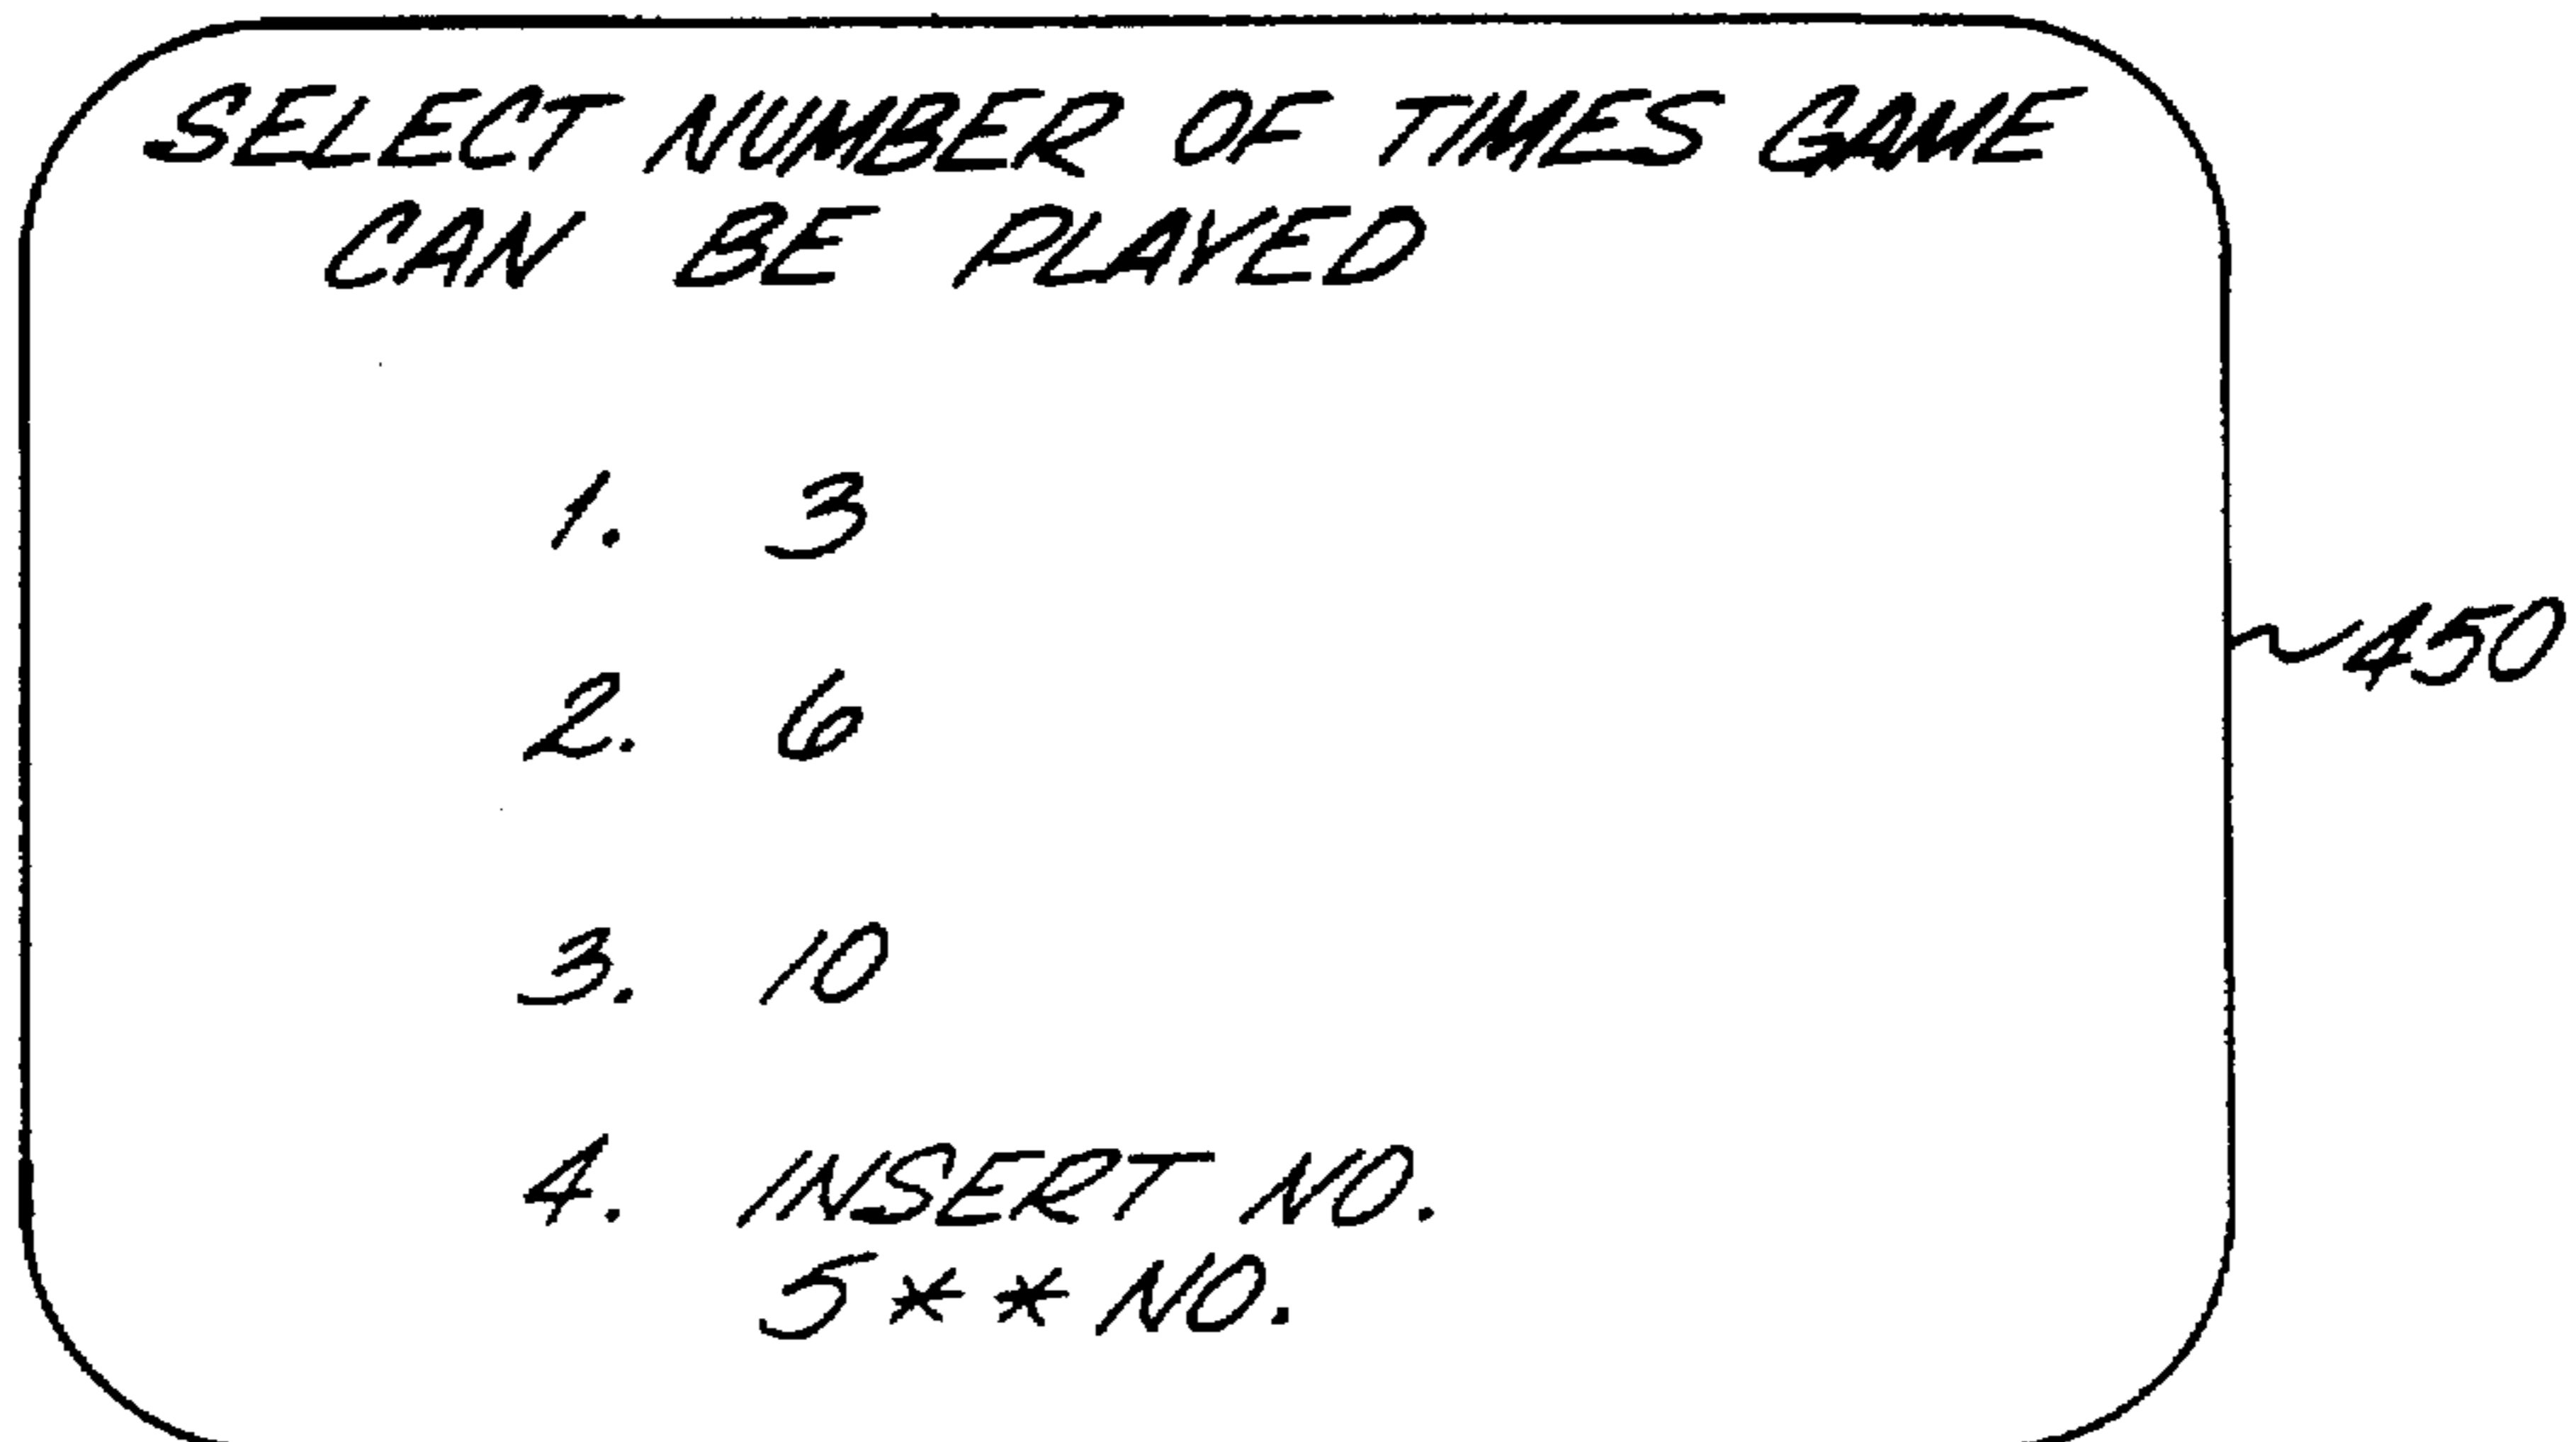 SELECT NUMBER OF TIMES GAME
CAN BE PLAYED
1. 3
2. 6
450
3. 10
4. INSERT NO.
5 * * NO.